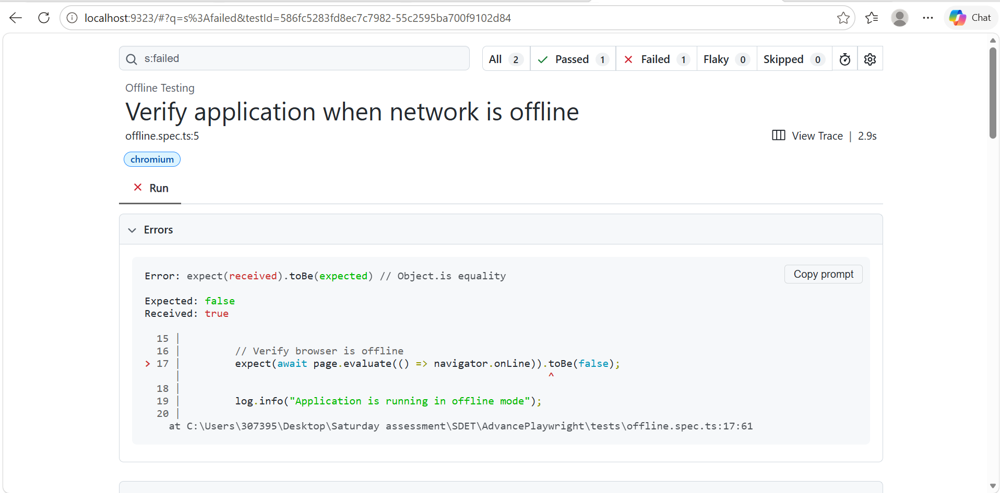 localhost:9323/#?q=s%3Afailed&testId=586fc5283fd8ec7c7982-55c2595ba700f9102d84
Chat
s:failed
All 2 Passed 1 Failed 1 Flaky 0 Skipped 0
Offline Testing
Verify application when network is offline
offline.spec.ts:5
View Trace | 2.9s
chromium
Run
Errors
Copy prompt
Error: expect(received).toBe(expected) // Object.is equality
Expected: false
Received: true
15 |
16 | // Verify browser is offline
> 17 | expect(await page.evaluate(() => navigator.onLine)).toBe(false);
| ^
18 |
19 | log.info("Application is running in offline mode");
20 |
at C:\Users\307395\Desktop\Saturday assessment\SDET\AdvancePlaywright\tests\offline.spec.ts:17:61